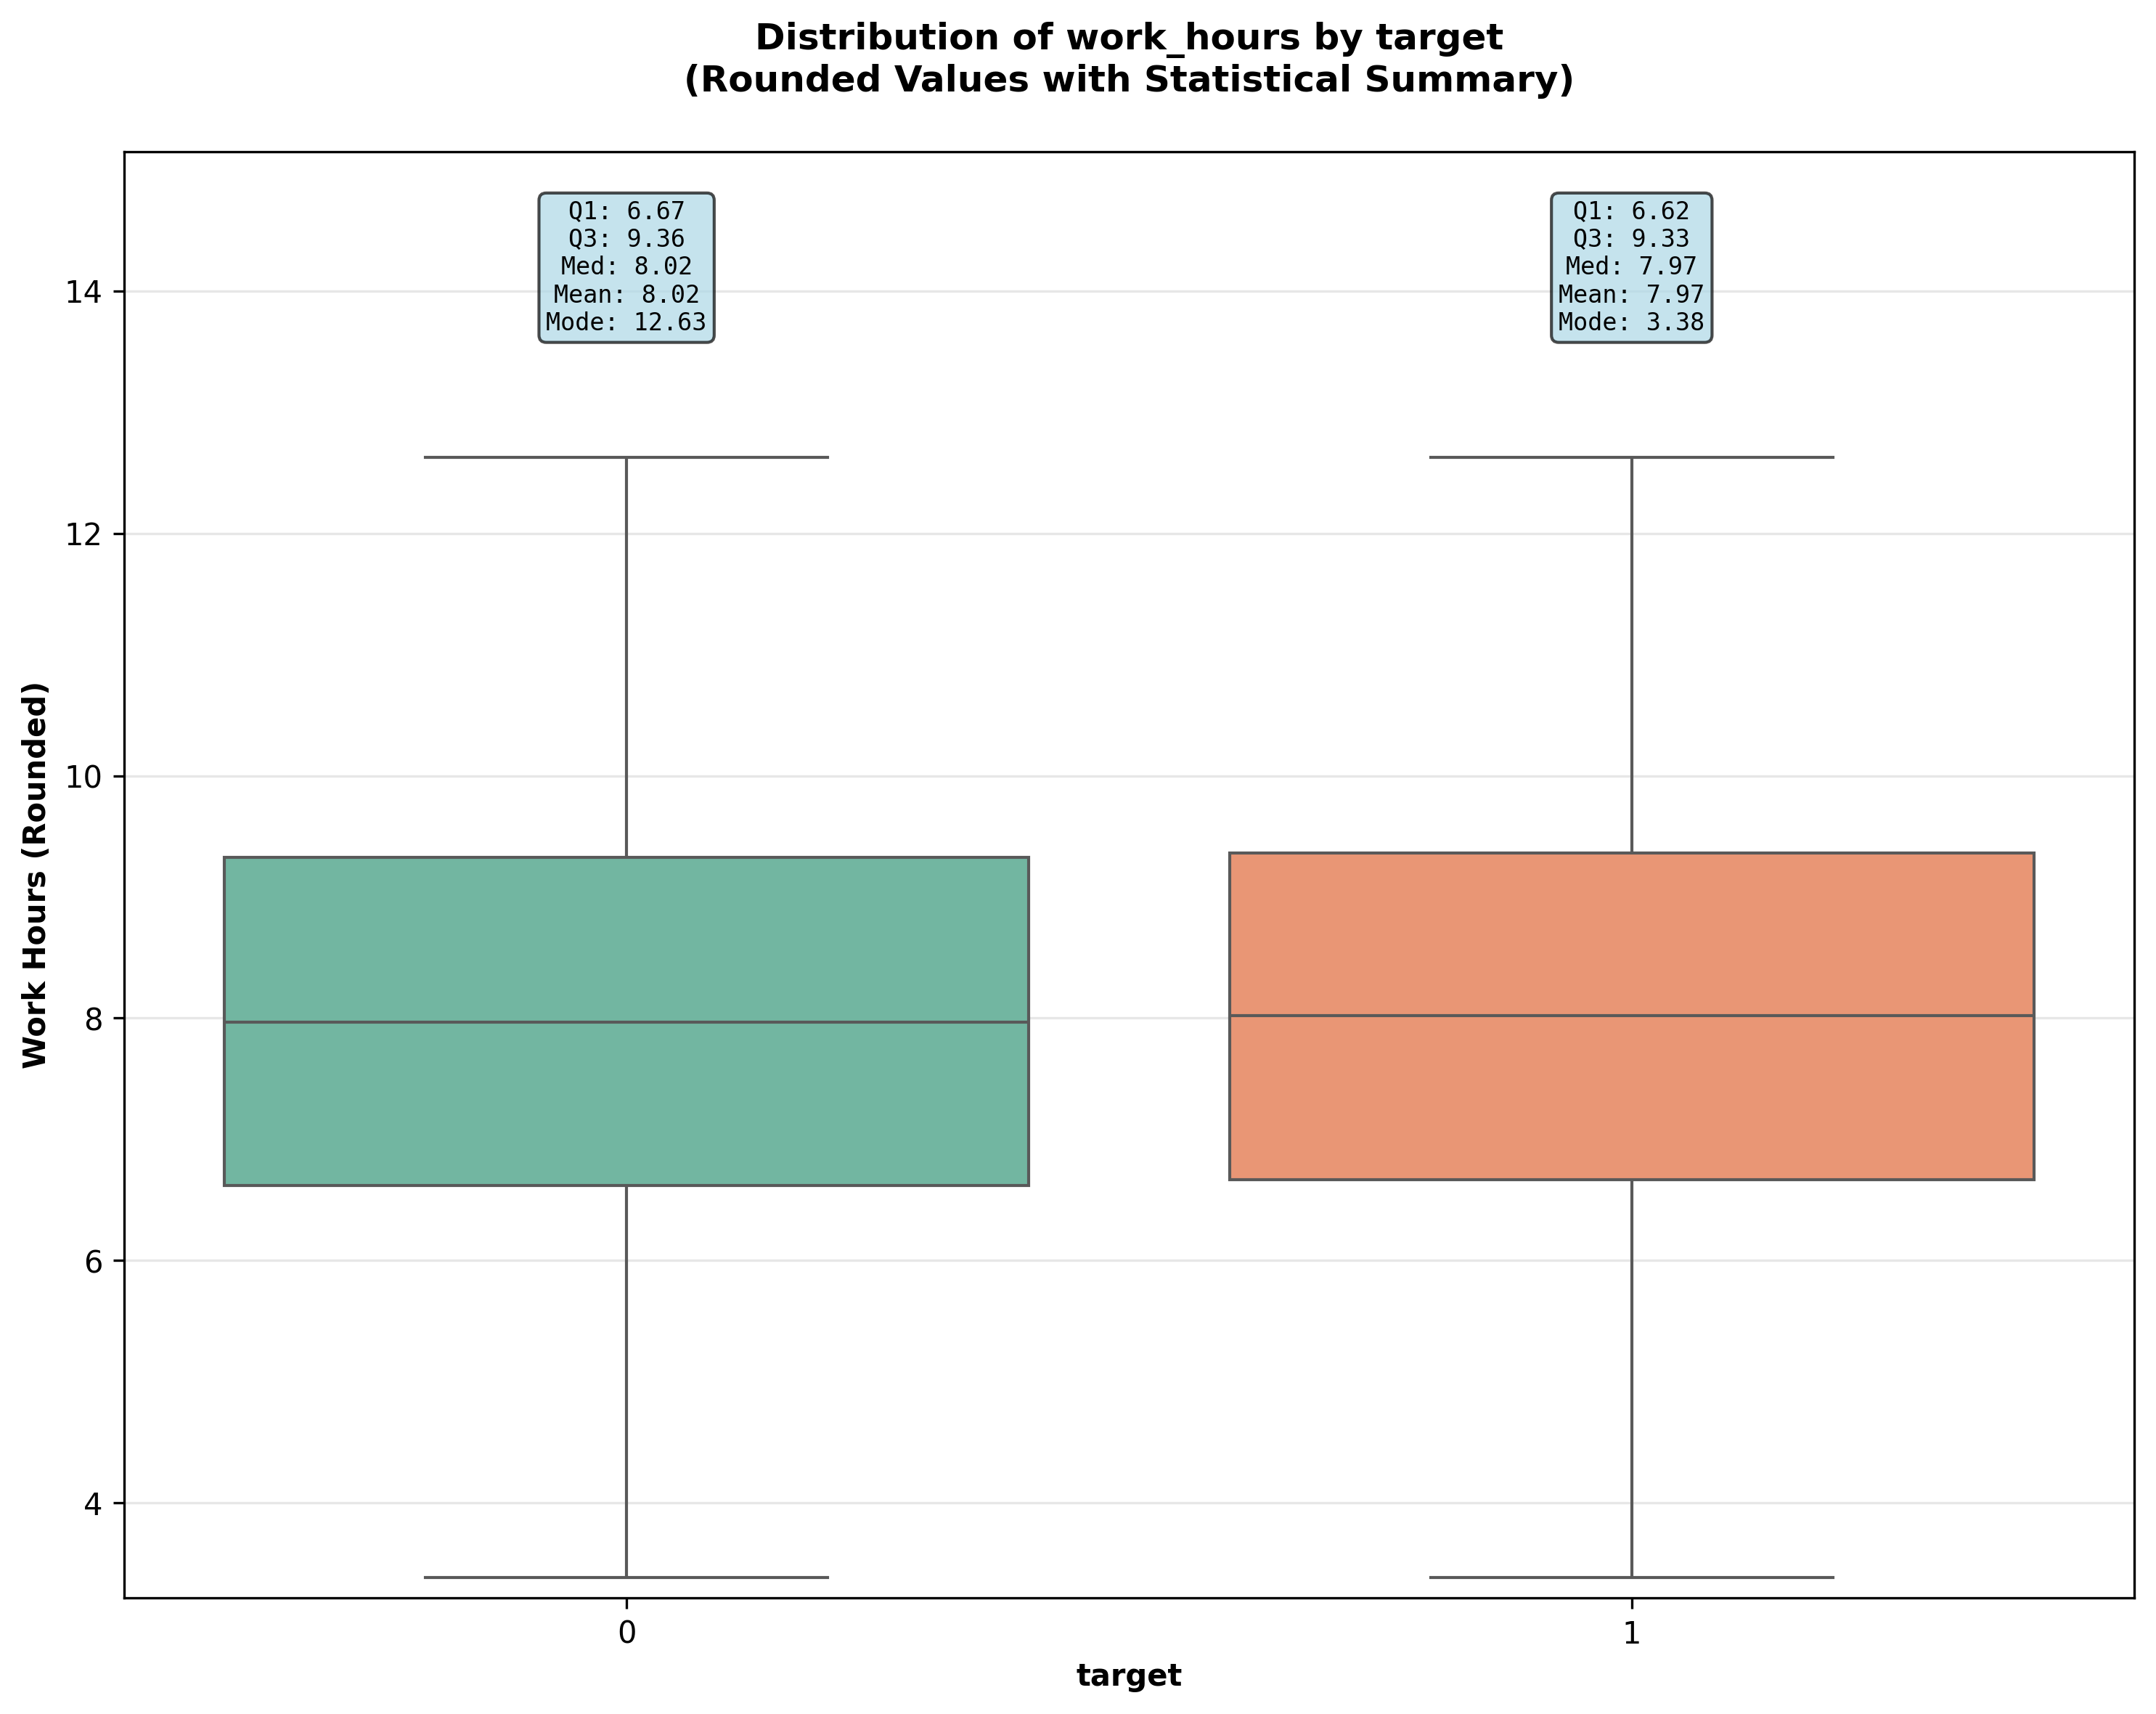 Distribution of work_hours by target
(Rounded Values with Statistical Summary)
Q1: 6.67
Q3: 9.36
Med: 8.02
Mean: 8.02
Mode: 12.63
Q1: 6.62
Q3: 9.33
Med: 7.97
Mean: 7.97
Mode: 3.38
Work Hours (Rounded)
14
12
10
8
6
4
0
1
target